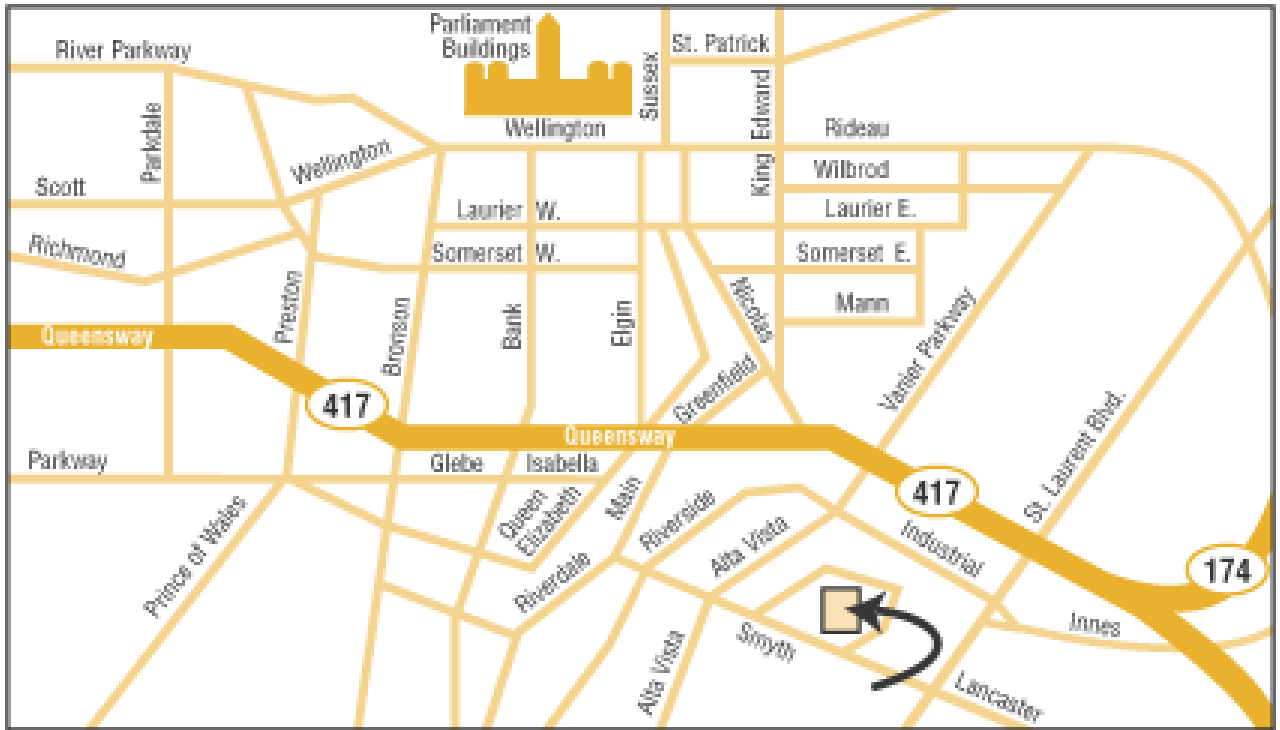 Parliament
Buildings
River Parkway
St. Patrick
Sussex
King Edward
Parkdale
Wellington
Rideau
Wellington
Wilbrod
Scott
Laurier W.
Laurier E.
Richmond
Somerset W.
Somerset E.
Preston
Bronson
Bank
Elgin
Nicolas
Mann
Queensway
417
Greenfield
Vanier Parkway
Queensway
St. Laurent Blvd.
Parkway
Glebe
Isabella
417
Prince of Wales
Queen
Elizabeth
Main
Riverside
Alta Vista
Industrial
174
Riverdale
Innes
Smyth
Alta Vista
Lancaster